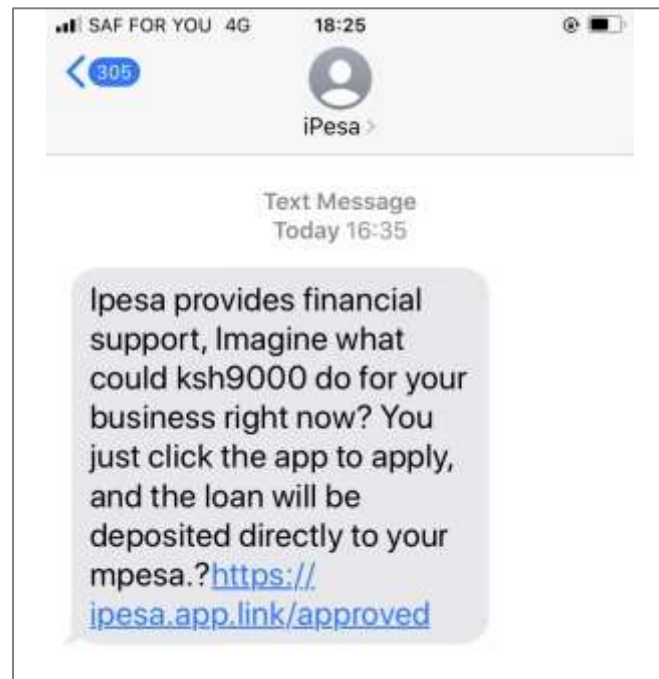 SAF FOR YOU 4G 18:25
305
iPesa >
Text Message
Today 16:35
Ipesa provides financial
support, Imagine what
could ksh9000 do for your
business right now? You
just click the app to apply,
and the loan will be
deposited directly to your
mpesa.?https://
ipesa.app.link/approved